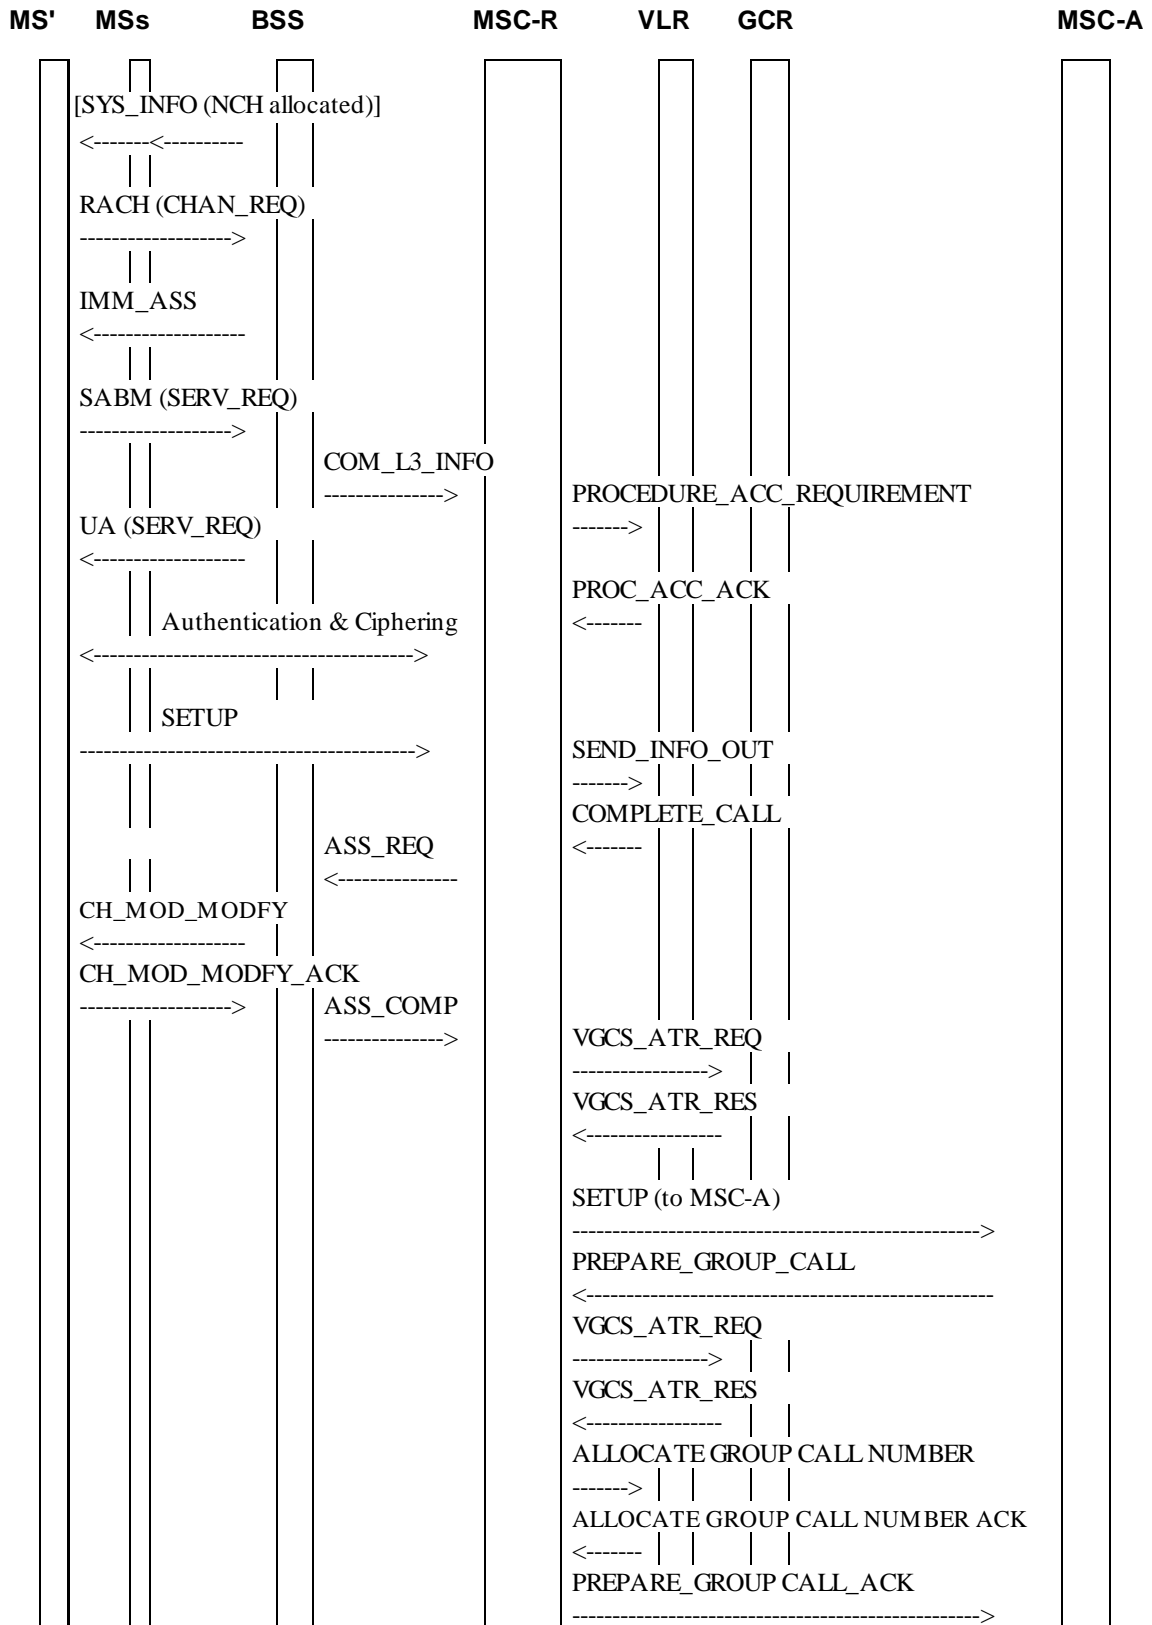 MS' MSs BSS MSC-R VLR GCR MSC-A
[SYS_INFO (NCH allocated)]
<-------<----------
RACH (CHAN_REQ)
------------------->
IMM_ASS
<-------------------
SABM (SERV_REQ)
------------------->
COM_L3_INFO
---------------> PROCEDURE_ACC_REQUIREMENT
UA (SERV_REQ) ------->
<-------------------
PROC_ACC_ACK
Authentication & Ciphering <-------
<---------------------------------------->
SETUP
------------------------------------------> SEND_INFO_OUT
------->
COMPLETE_CALL
ASS_REQ <-------
<---------------
CH_MOD_MODFY
<-------------------
CH_MOD_MODFY_ACK
-------------------> ASS_COMP
---------------> VGCS_ATR_REQ
----------------->
VGCS_ATR_RES
<-----------------
SETUP (to MSC-A)
--------------------------------------------------->
PREPARE_GROUP_CALL
<---------------------------------------------------
VGCS_ATR_REQ
----------------->
VGCS_ATR_RES
<-----------------
ALLOCATE GROUP CALL NUMBER
------->
ALLOCATE GROUP CALL NUMBER ACK
<-------
PREPARE_GROUP CALL_ACK
--------------------------------------------------->